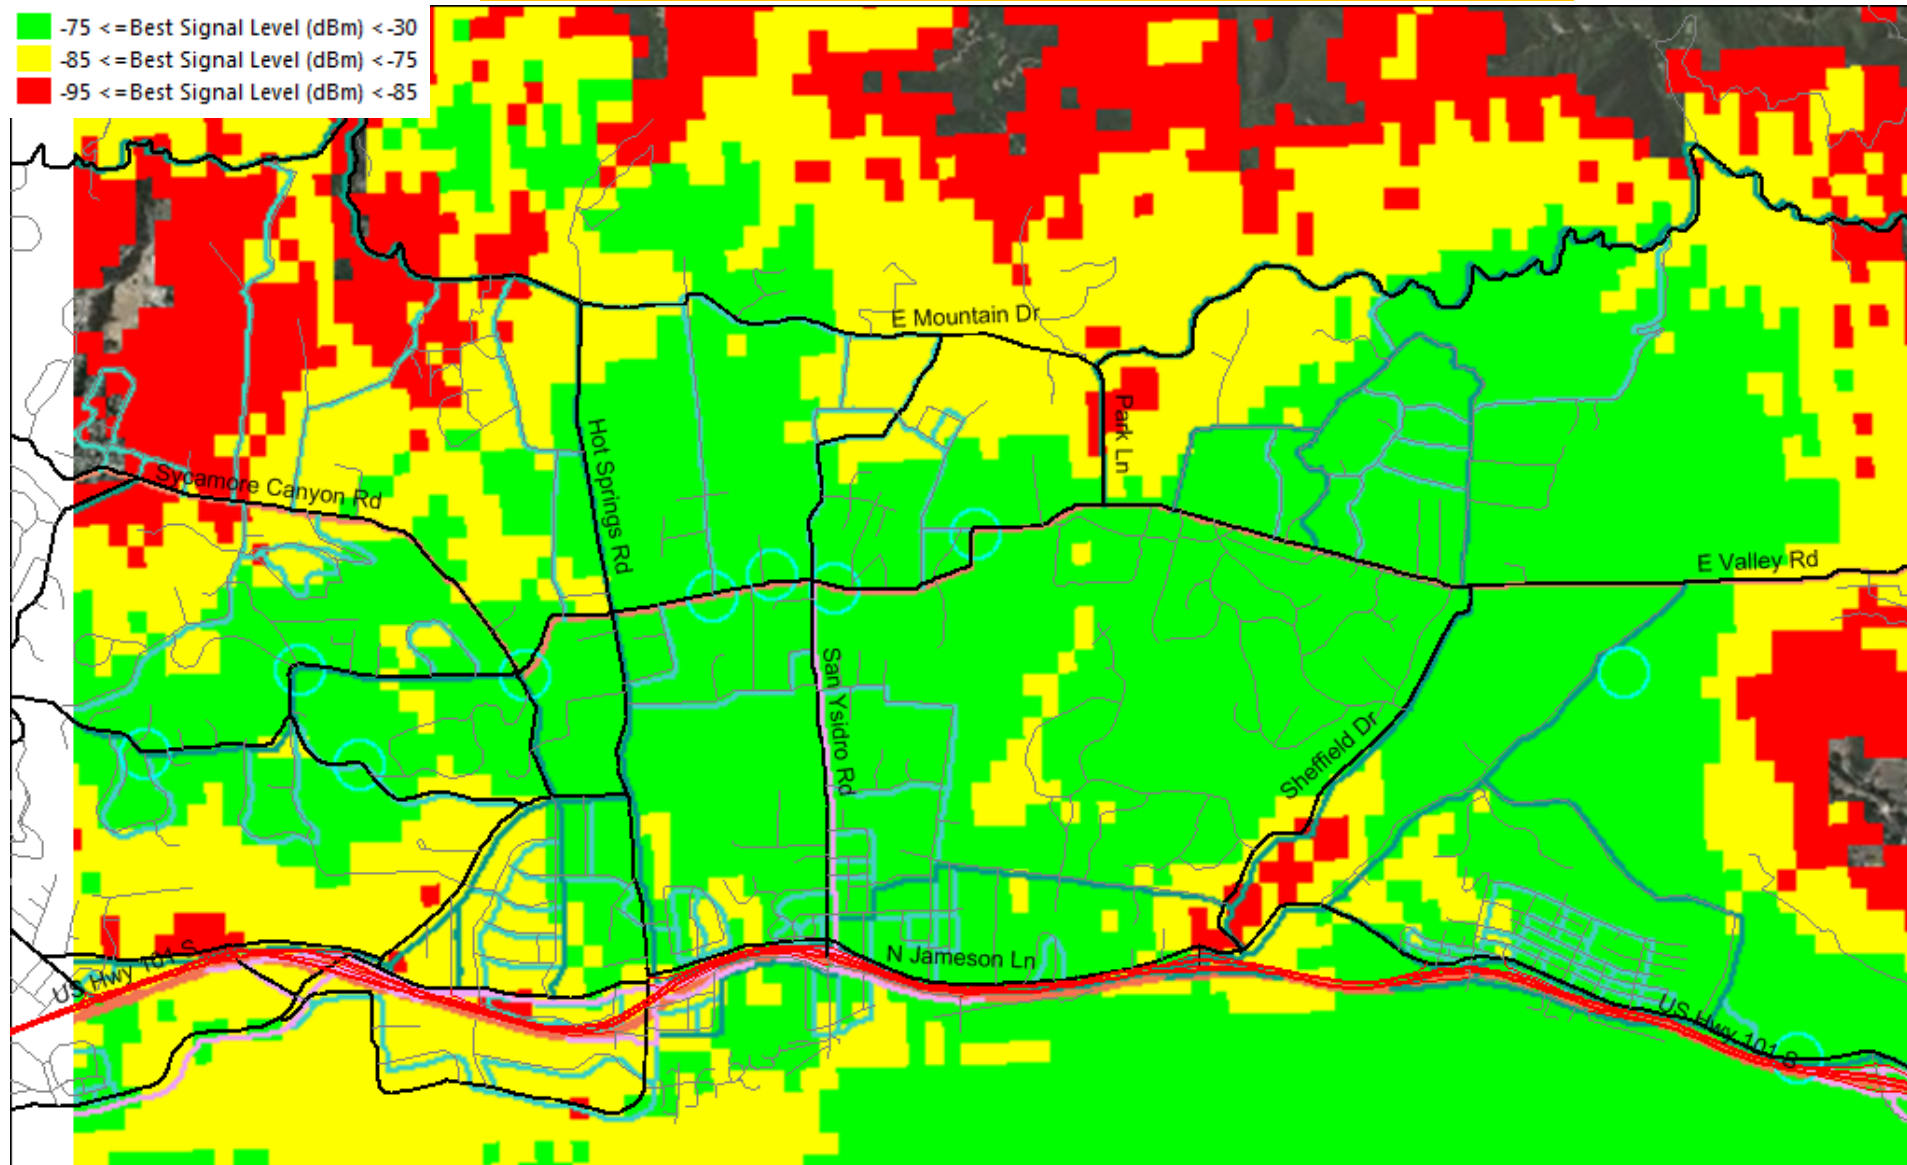 -75 <=Best Signal Level (dBm) <-30
-85 <=Best Signal Level (dBm) <-75
-95 <=Best Signal Level (dBm) <-85
E Mountain Dr
Park Ln
Hot Springs Rd
Sycamore Canyon Rd
E Valley Rd
San Ysidro Rd
Sheffield Dr
US Hwy 101 S
N Jameson Ln
US Hwy 101 S